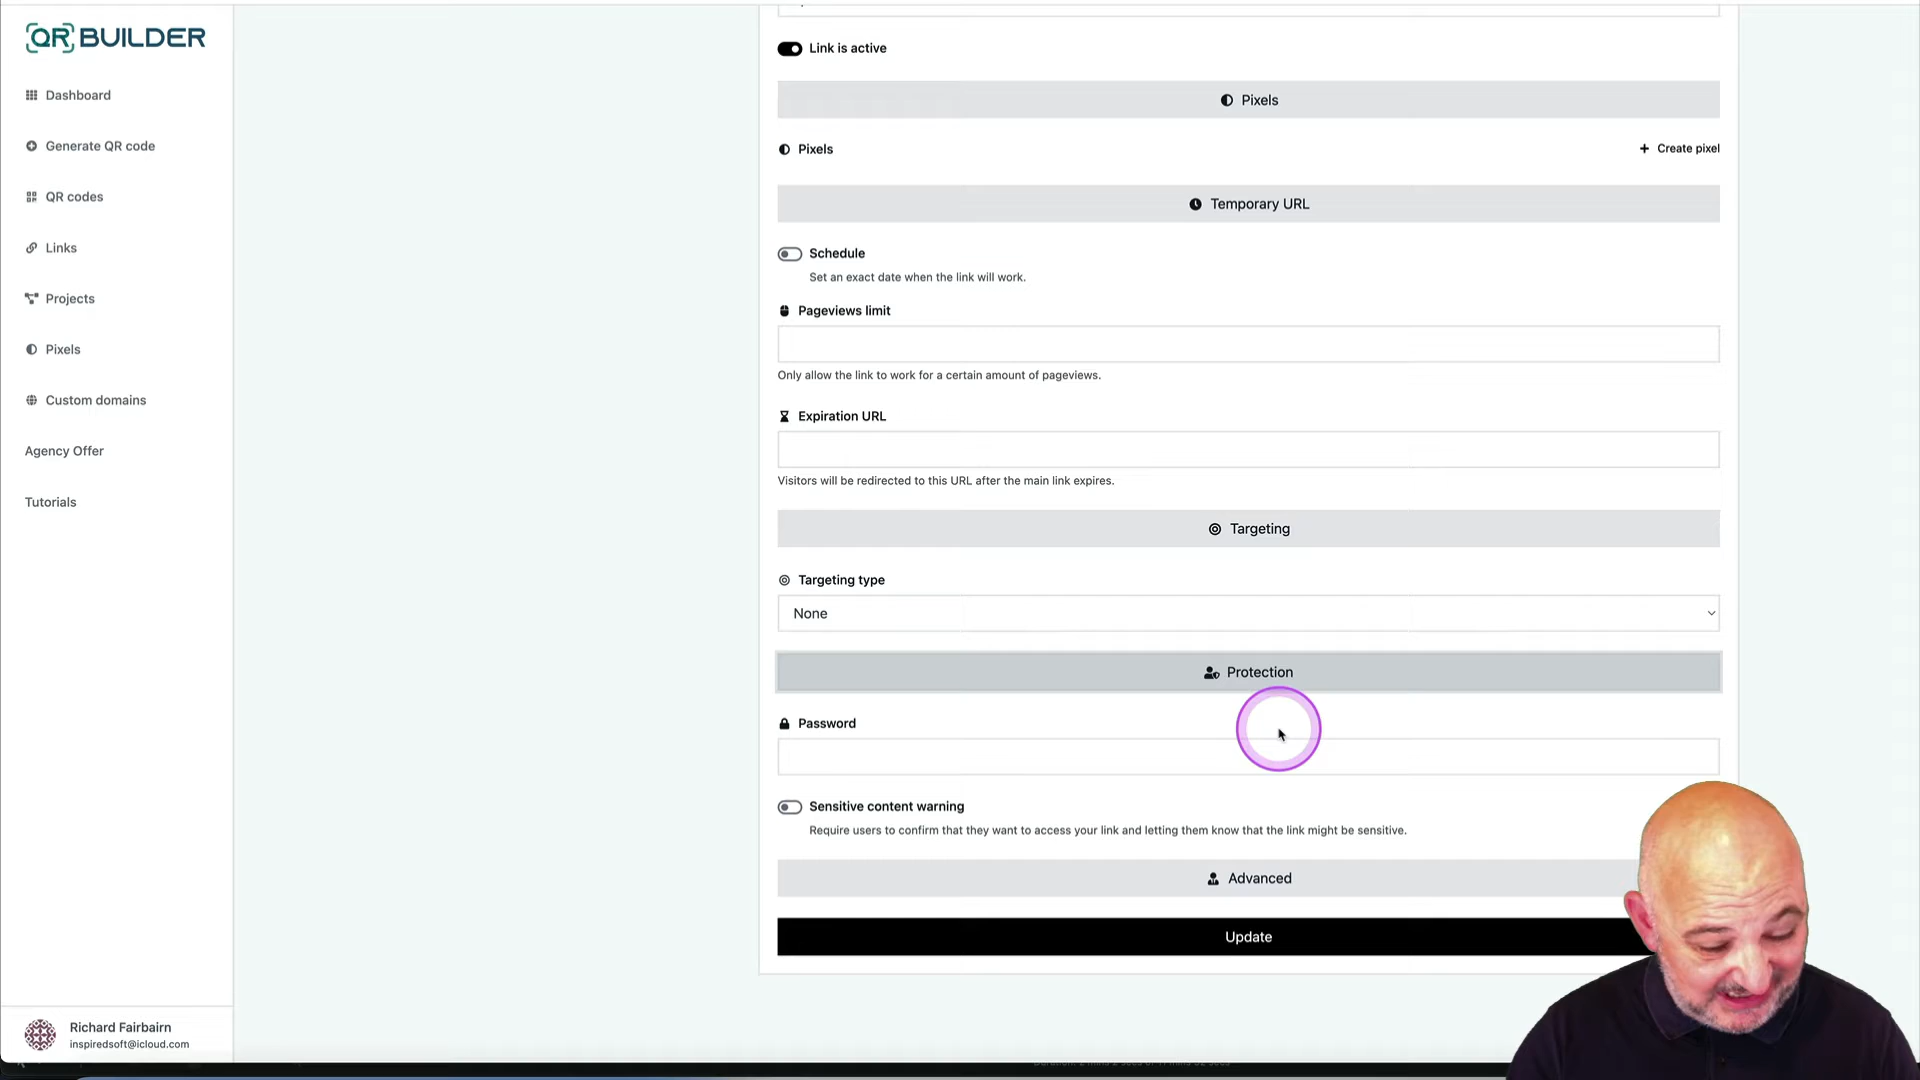 QR BUILDER
Dashboard
Generate QR code
QR codes
Links
Projects
Pixels
Custom domains
Agency Offer
Tutorials
Richard Fairbairn
inspiredsoft@icloud.com
Link is active
Pixels
Pixels
+ Create pixel
Temporary URL
Schedule
Set an exact date when the link will work.
Pageviews limit
Only allow the link to work for a certain amount of pageviews.
Expiration URL
Visitors will be redirected to this URL after the main link expires.
Targeting
Targeting type
None
Protection
Password
Sensitive content warning
Require users to confirm that they want to access your link and letting them know that the link might be sensitive.
Advanced
Update